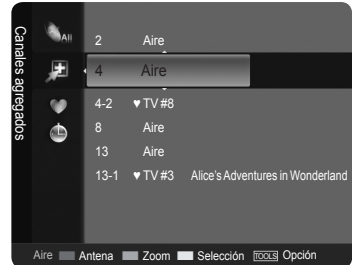 Canales agregados
All
2 Aire
4 Aire
4-2 ♥ TV #8
8 Aire
13 Aire
13-1 ♥ TV #3 Alice's Adventures in Wonderland
Aire Antena Zoom Selección TOOLS Opción